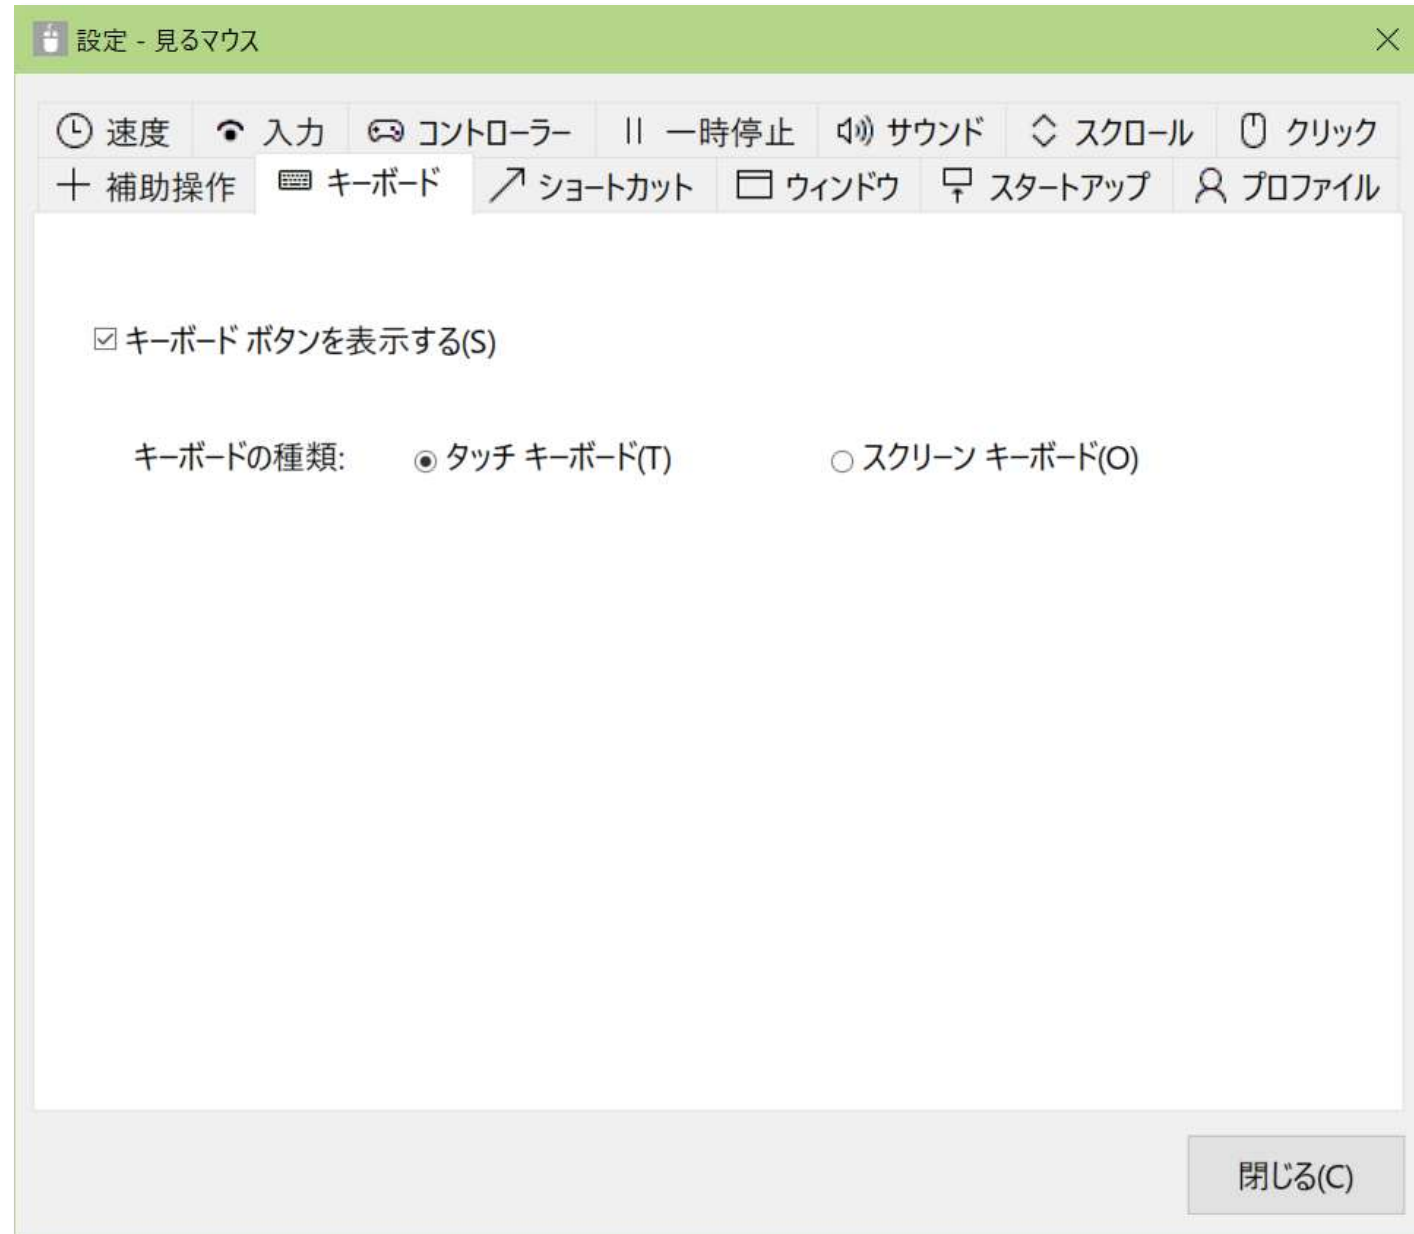 設定 - 見るマウス
速度 入力 コントローラー 一時停止 サウンド スクロール クリック
補助操作 キーボード ショートカット ウィンドウ スタートアップ プロファイル
キーボード ボタンを表示する(S)
キーボードの種類: タッチ キーボード(T) スクリーン キーボード(O)
閉じる(C)